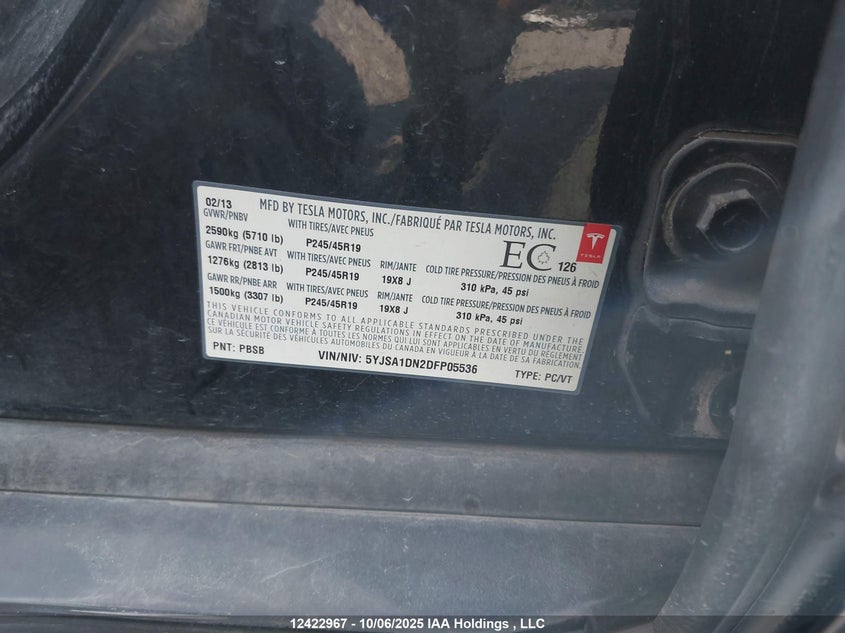 02/13 MFD BY TESLA MOTORS, INC./FABRIQUÉ PAR TESLA MOTORS, INC.
GVWR/PNBV WITH TIRES/AVEC PNEUS
2590kg (5710 lb) P245/45R19 EC 126 TESLA
GAWR FRT/PNBE AVT WITH TIRES/AVEC PNEUS RIM/JANTE COLD TIRE PRESSURE/PRESSION DES PNEUS À FROID
1276kg (2813 lb) P245/45R19 19X8 J 310 kPa, 45 psi
GAWR RR/PNBE ARR WITH TIRES/AVEC PNEUS RIM/JANTE COLD TIRE PRESSURE/PRESSION DES PNEUS À FROID
1500kg (3307 lb) P245/45R19 19X8 J 310 kPa, 45 psi
THIS VEHICLE CONFORMS TO ALL APPLICABLE STANDARDS PRESCRIBED UNDER THE
CANADIAN MOTOR VEHICLE SAFETY REGULATIONS IN EFFECT ON THE DATE OF MANUFACTURE
CE VÉHICULE EST CONFORME À TOUTES LES NORMES QUI LUI SONT APPLICABLES EN VERTU DU RÈGLEMENT
SUR LA SÉCURITÉ DES VÉHICULES AUTOMOBILES DU CANADA EN VIGUEUR À LA DATE DE SA FABRICATION
PNT: PBSB VIN/NIV: 5YJSA1DN2DFP05536 TYPE: PC/VT
12422967 - 10/06/2025 IAA Holdings , LLC